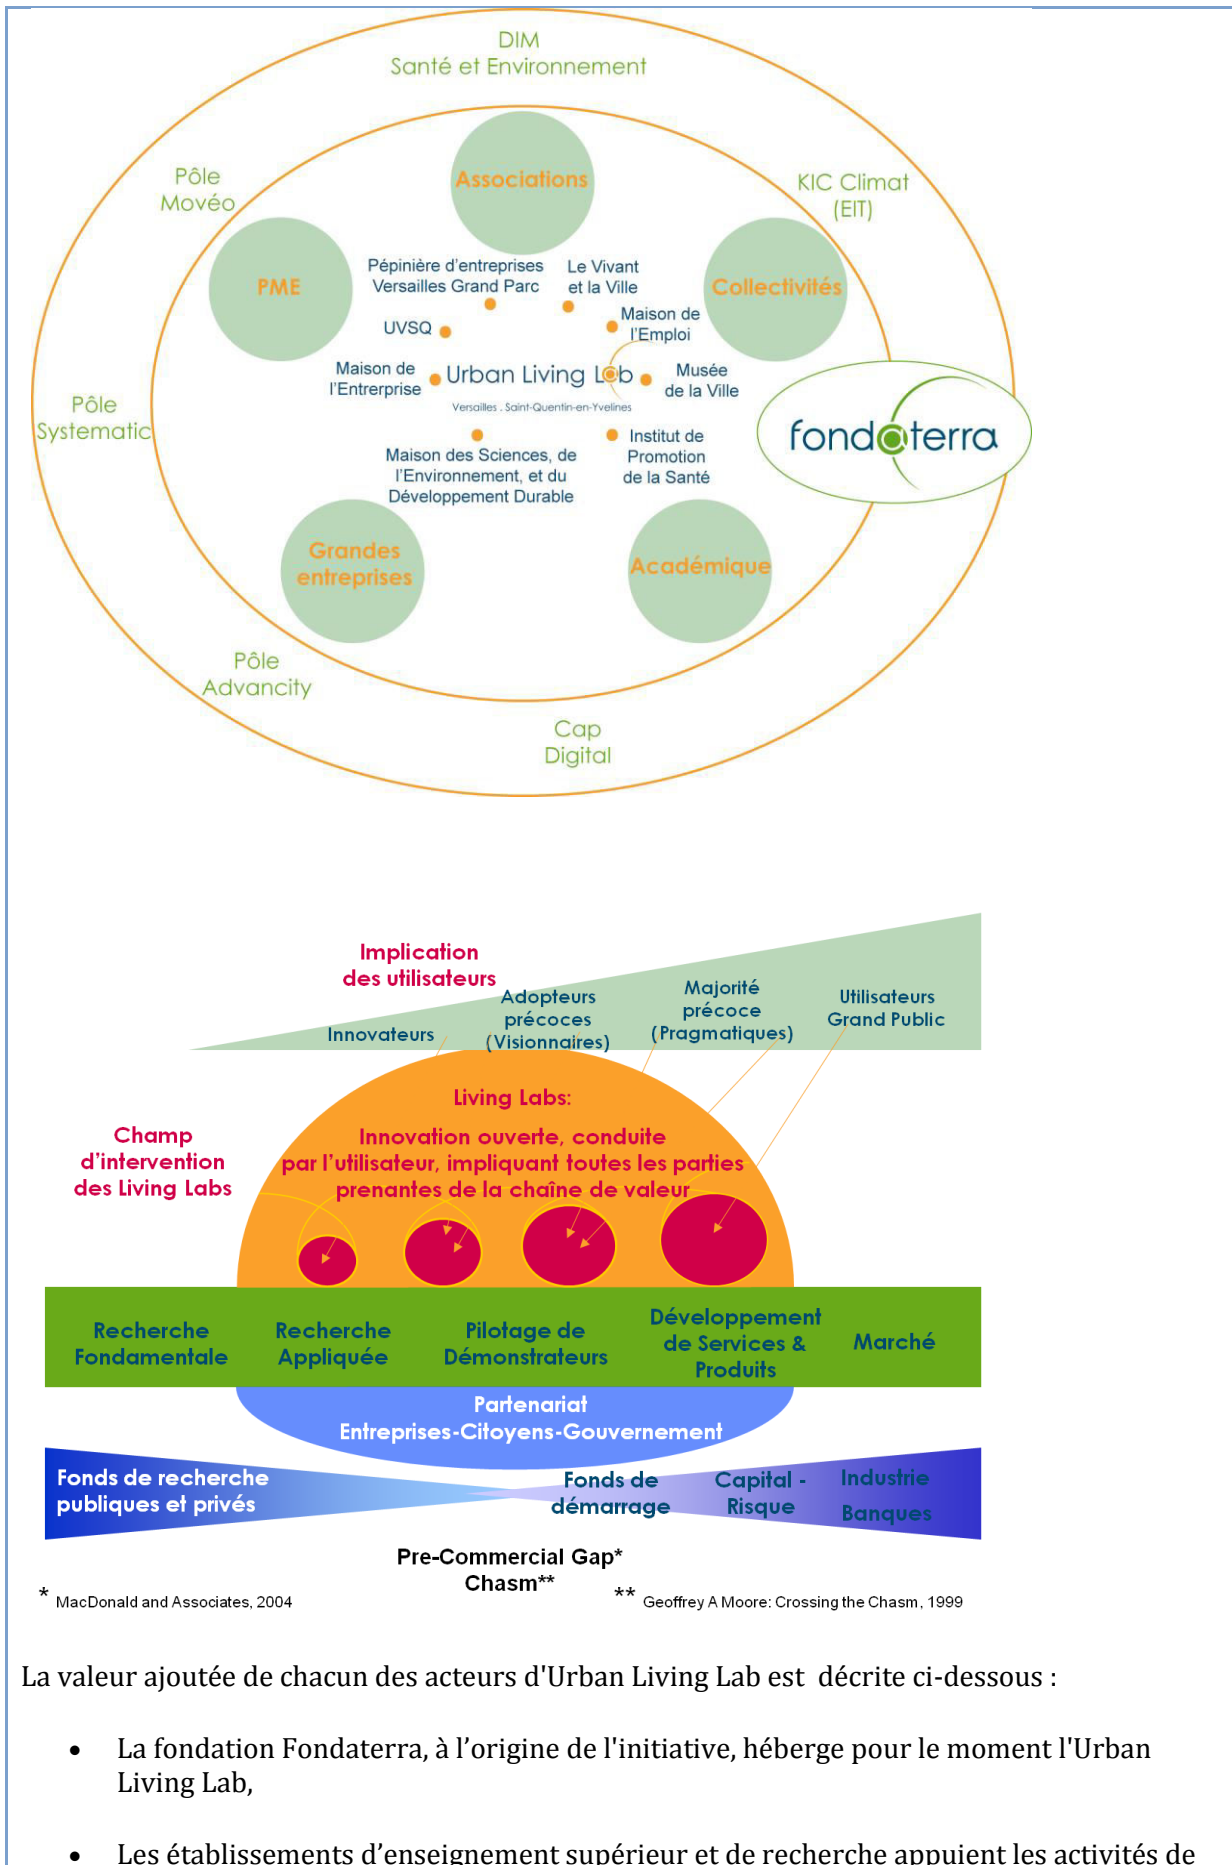 DIM
Santé et Environnement
Pôle
Movéo
KIC Climat
(EIT)
Associations
PME
Collectivités
Pépinière d'entreprises
Versailles Grand Parc
Le Vivant
et la Ville
UVSQ
Maison de
l'Emploi
Maison de
l'Entrerprise
Urban Living Lab
Versailles . Saint-Quentin-en-Yvelines
Musée
de la Ville
Pôle
Systematic
fond@terra
Maison des Sciences, de
l'Environnement, et du
Développement Durable
Institut de
Promotion
de la Santé
Grandes
entreprises
Académique
Pôle
Advancity
Cap
Digital
Implication
des utilisateurs
Innovateurs
Adopteurs
précoces
(Visionnaires)
Majorité
précoce
(Pragmatiques)
Utilisateurs
Grand Public
Champ
d'intervention
des Living Labs
Living Labs:
Innovation ouverte, conduite
par l'utilisateur, impliquant toutes les parties
prenantes de la chaîne de valeur
Recherche
Fondamentale
Recherche
Appliquée
Pilotage de
Démonstrateurs
Développement
de Services &
Produits
Marché
Partenariat
Entreprises-Citoyens-Gouvernement
Fonds de recherche
publiques et privés
Fonds de
démarrage
Capital -
Risque
Industrie
Banques
Pre-Commercial Gap*
Chasm**
* MacDonald and Associates, 2004
** Geoffrey A Moore: Crossing the Chasm, 1999
La valeur ajoutée de chacun des acteurs d'Urban Living Lab est décrite ci-dessous :
• La fondation Fondaterra, à l'origine de l'initiative, héberge pour le moment l'Urban
Living Lab,
• Les établissements d'enseignement supérieur et de recherche appuient les activités de